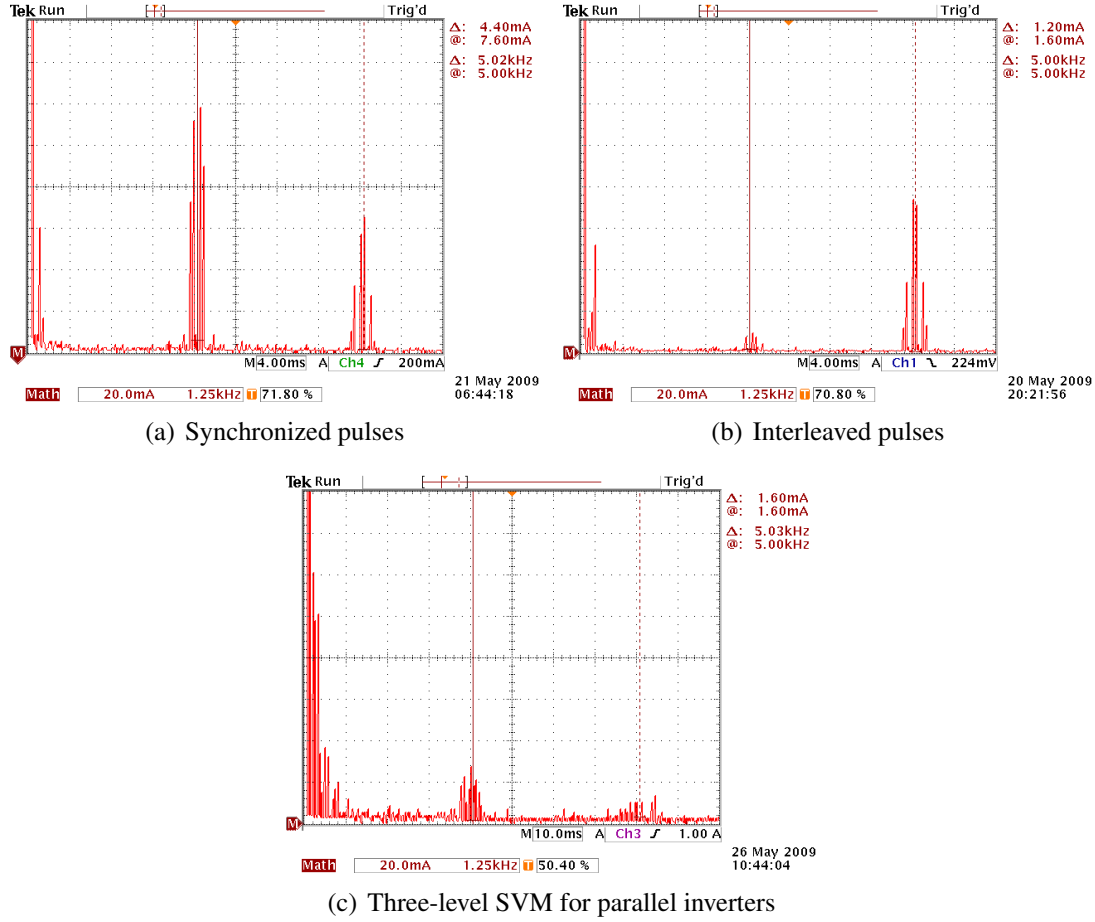 Tek Run Trig'd
Δ: 4.40mA
@: 7.60mA
Δ: 5.02kHz
@: 5.00kHz
M
M 4.00ms A Ch4 200mA
21 May 2009
06:44:18
Math 20.0mA 1.25kHz T 71.80 %
(a) Synchronized pulses
Tek Run Trig'd
Δ: 1.20mA
@: 1.60mA
Δ: 5.00kHz
@: 5.00kHz
M
M 4.00ms A Ch1 224mV
20 May 2009
20:21:56
Math 20.0mA 1.25kHz T 70.80 %
(b) Interleaved pulses
Tek Run Trig'd
Δ: 1.60mA
@: 1.60mA
Δ: 5.03kHz
@: 5.00kHz
M
M 10.0ms A Ch3 1.00 A
26 May 2009
10:44:04
Math 20.0mA 1.25kHz T 50.40 %
(c) Three-level SVM for parallel inverters